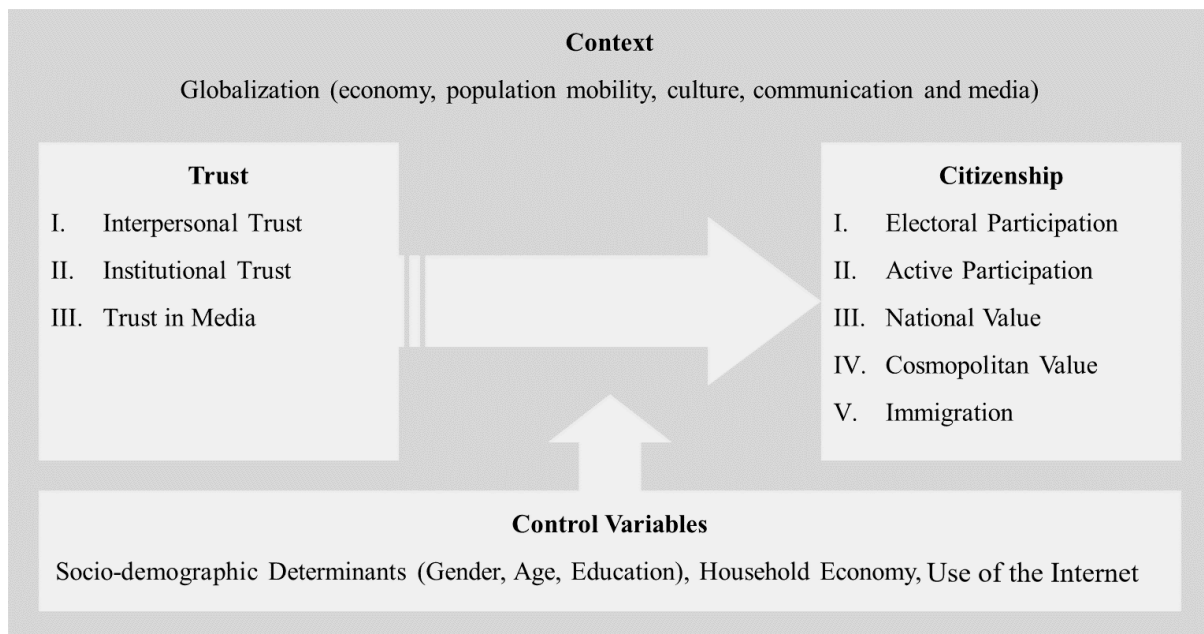 Context
Globalization (economy, population mobility, culture, communication and media)
Trust
I. Interpersonal Trust
II. Institutional Trust
III. Trust in Media
Citizenship
I. Electoral Participation
II. Active Participation
III. National Value
IV. Cosmopolitan Value
V. Immigration
Control Variables
Socio-demographic Determinants (Gender, Age, Education), Household Economy, Use of the Internet